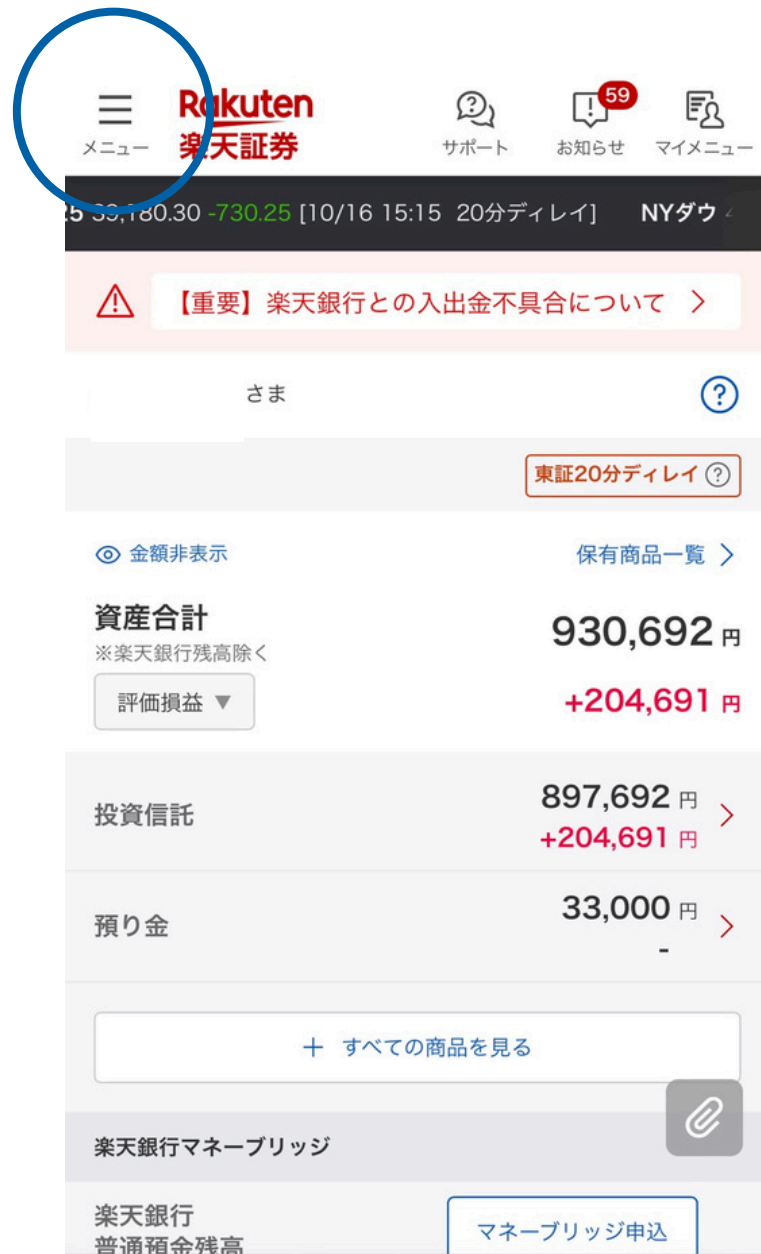 Rakuten
楽天証券
メニュー
サポート
59
お知らせ
マイメニュー
25 39,180.30 -730.25 [10/16 15:15 20分ディレイ] NYダウ
【重要】楽天銀行との入出金不具合について
さま
東証20分ディレイ
金額非表示
保有商品一覧
資産合計
930,692 円
※楽天銀行残高除く
評価損益 ▼
+204,691 円
投資信託
897,692 円
+204,691 円
預り金
33,000 円
-
+ すべての商品を見る
楽天銀行マネーブリッジ
楽天銀行
普通預金残高
マネーブリッジ申込